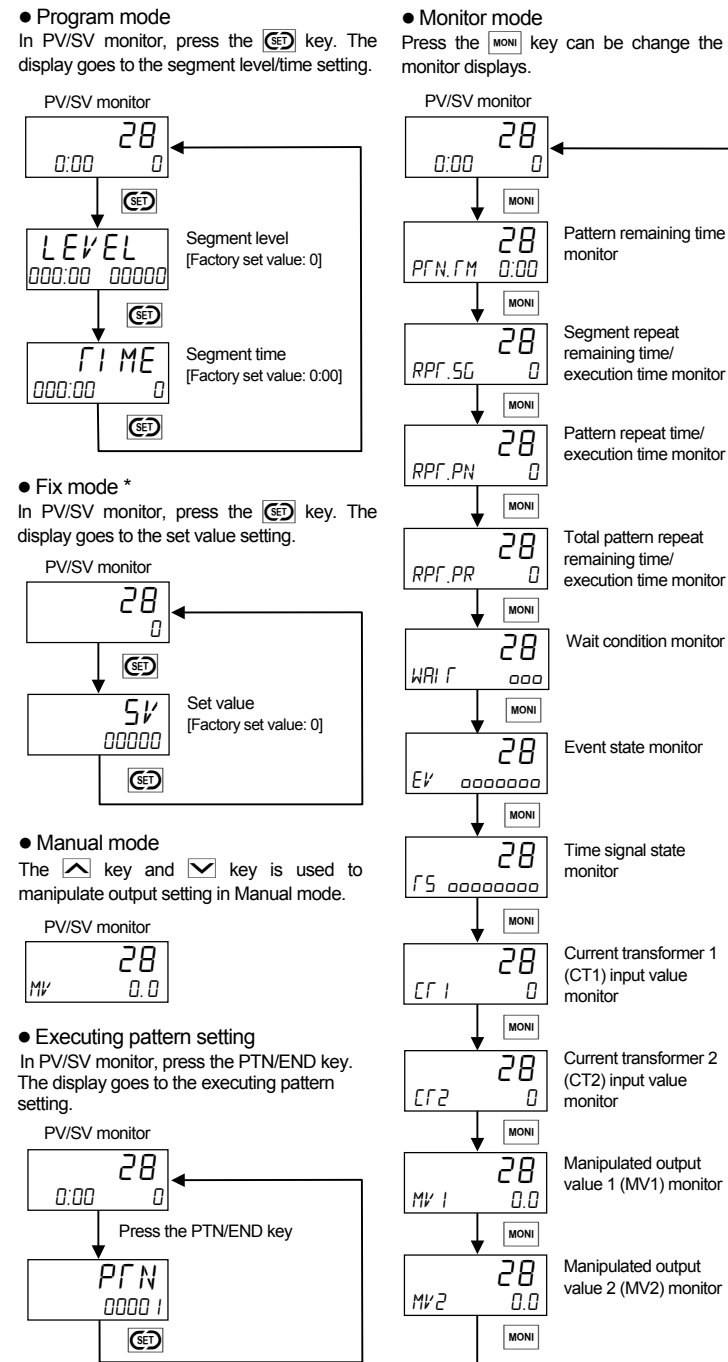 ● Program mode
In PV/SV monitor, press the SET key. The
display goes to the segment level/time setting.
PV/SV monitor
28
0:00 0
SET
LEVEL
000:00 00000
Segment level
[Factory set value: 0]
SET
TIME
000:00 0
Segment time
[Factory set value: 0:00]
SET
● Fix mode *
In PV/SV monitor, press the SET key. The
display goes to the set value setting.
PV/SV monitor
28
0
SET
SV
00000
Set value
[Factory set value: 0]
SET
● Manual mode
The key and key is used to
manipulate output setting in Manual mode.
PV/SV monitor
28
MV 0.0
● Executing pattern setting
In PV/SV monitor, press the PTN/END key.
The display goes to the executing pattern
setting.
PV/SV monitor
28
0:00 0
Press the PTN/END key
PTN
00001
SET
● Monitor mode
Press the MONI key can be change the
monitor displays.
PV/SV monitor
28
0:00 0
MONI
28
PTN.TM 0:00
Pattern remaining time
monitor
MONI
28
RPT.SG 0
Segment repeat
remaining time/
execution time monitor
MONI
28
RPT.PN 0
Pattern repeat time/
execution time monitor
MONI
28
RPT.PR 0
Total pattern repeat
remaining time/
execution time monitor
MONI
28
WAIT ooo
Wait condition monitor
MONI
28
EV ooooooo
Event state monitor
MONI
28
TS oooooooo
Time signal state
monitor
MONI
28
CT1 0
Current transformer 1
(CT1) input value
monitor
MONI
28
CT2 0
Current transformer 2
(CT2) input value
monitor
MONI
28
MV1 0.0
Manipulated output
value 1 (MV1) monitor
MONI
28
MV2 0.0
Manipulated output
value 2 (MV2) monitor
MONI